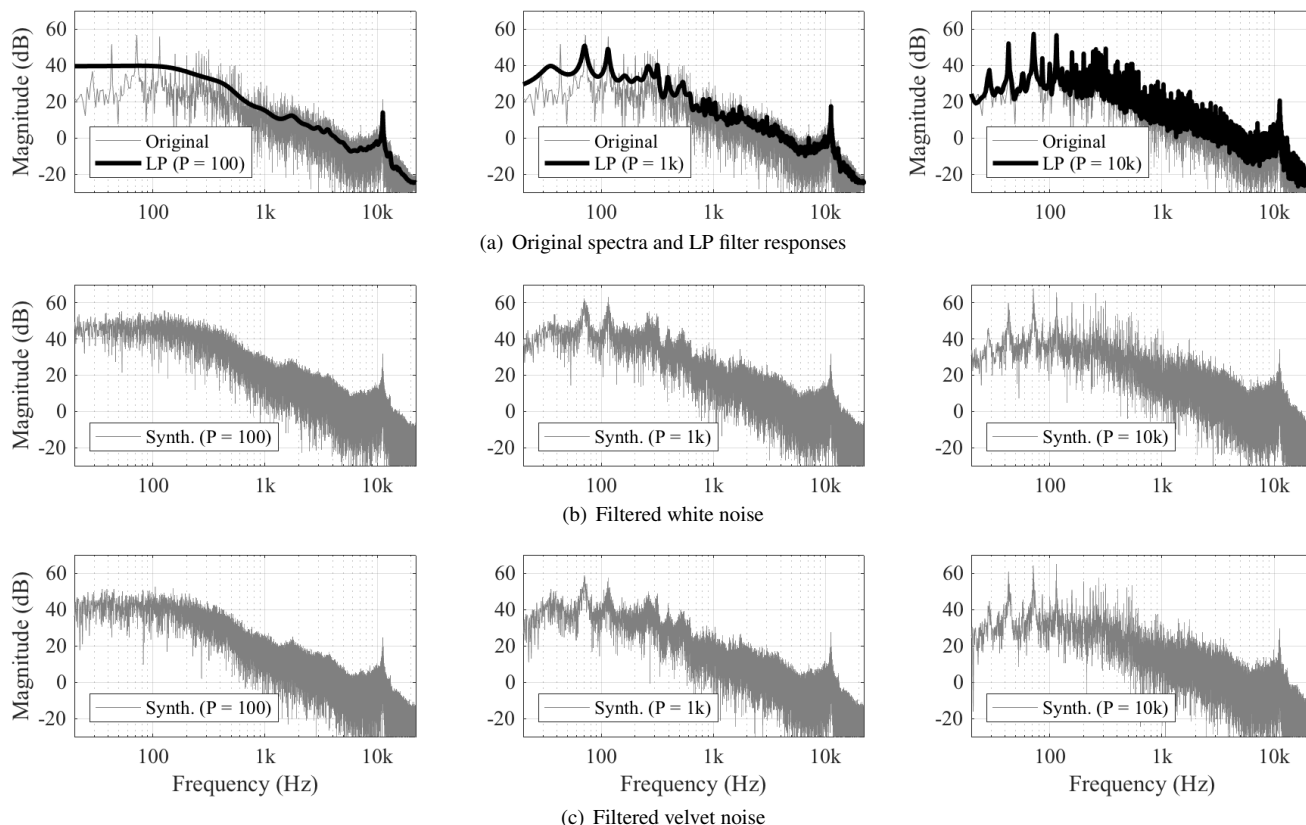 Magnitude (dB)
60
40
20
0
-20
Original
LP (P = 100)
100
1k
10k
60
40
20
0
-20
Original
LP (P = 1k)
100
1k
10k
Magnitude (dB)
60
40
20
0
-20
Original
LP (P = 10k)
100
1k
10k
(a) Original spectra and LP filter responses
Magnitude (dB)
60
40
20
0
-20
Synth. (P = 100)
100
1k
10k
60
40
20
0
-20
Synth. (P = 1k)
100
1k
10k
60
40
20
0
-20
Synth. (P = 10k)
100
1k
10k
(b) Filtered white noise
Magnitude (dB)
60
40
20
0
-20
Synth. (P = 100)
100
1k
10k
Frequency (Hz)
60
40
20
0
-20
Synth. (P = 1k)
100
1k
10k
Frequency (Hz)
60
40
20
0
-20
Synth. (P = 10k)
100
1k
10k
Frequency (Hz)
(c) Filtered velvet noise